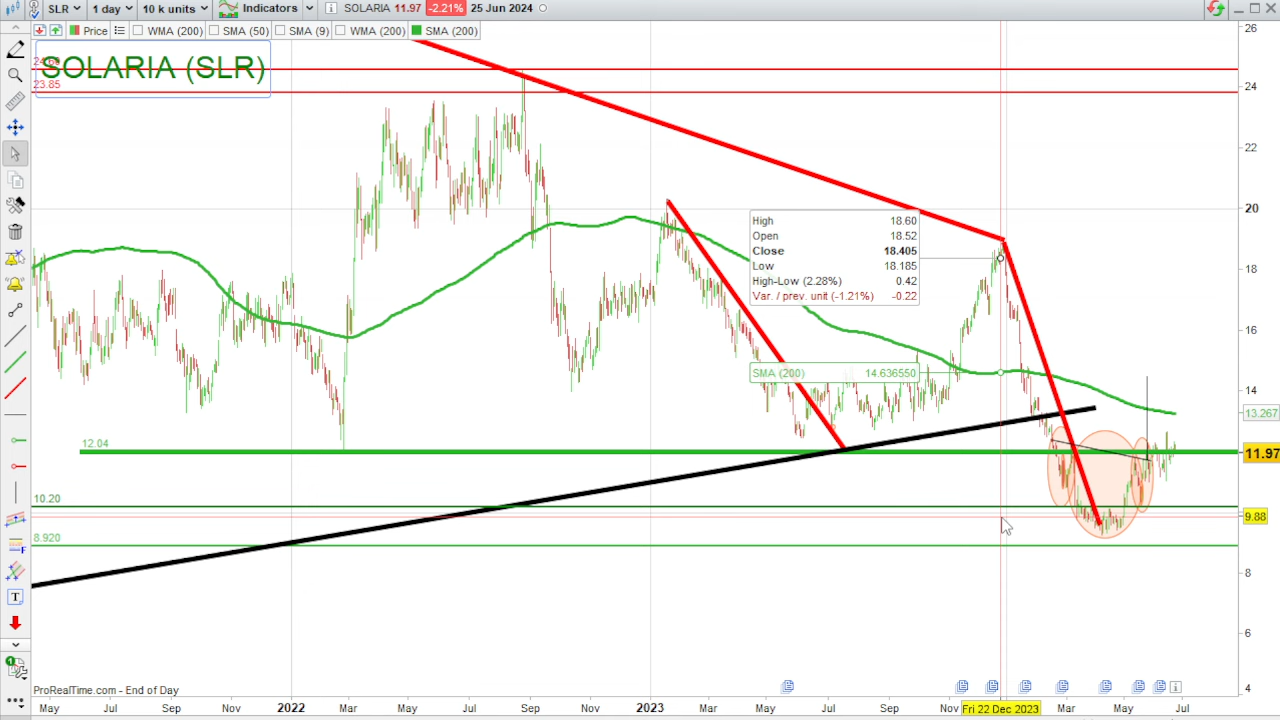 SLR 1 day 10 k units Indicators SOLARIA 11.97 -2.21% 25 Jun 2024
Price WMA (200) SMA (50) SMA (9) WMA (200) SMA (200)
SOLARIA (SLR)
23.85
12.04
10.20
8.920
High 18.60
Open 18.52
Close 18.405
Low 18.185
High-Low (2.28%) 0.42
Var. / prev. unit (-1.21%) -0.22
SMA (200) 14.636550
26
24
22
20
18
16
14
13.267
11.97
9.88
8
6
4
ProRealTime.com - End of Day
May Jul Sep Nov 2022 Mar May Jul Sep Nov 2023 Mar May Jul Sep Nov Fri 22 Dec 2023 Mar May Jul